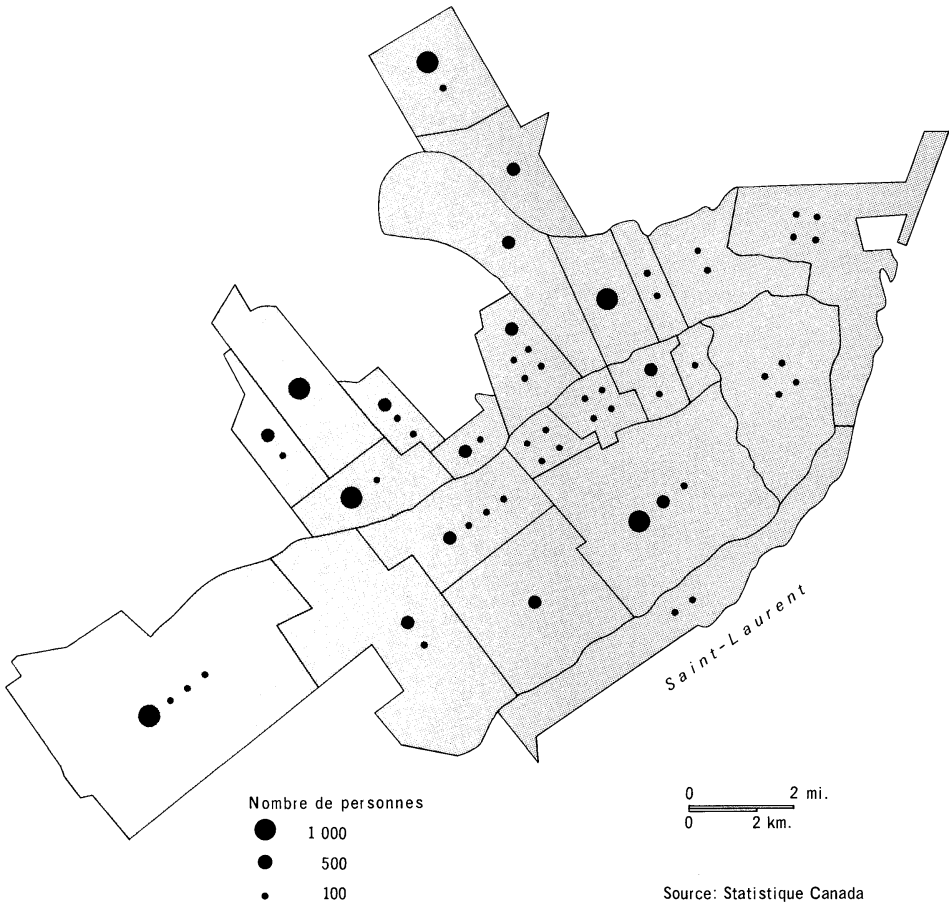 Saint-Laurent
Nombre de personnes
1 000
500
100
0 2 mi.
0 2 km.
Source: Statistique Canada